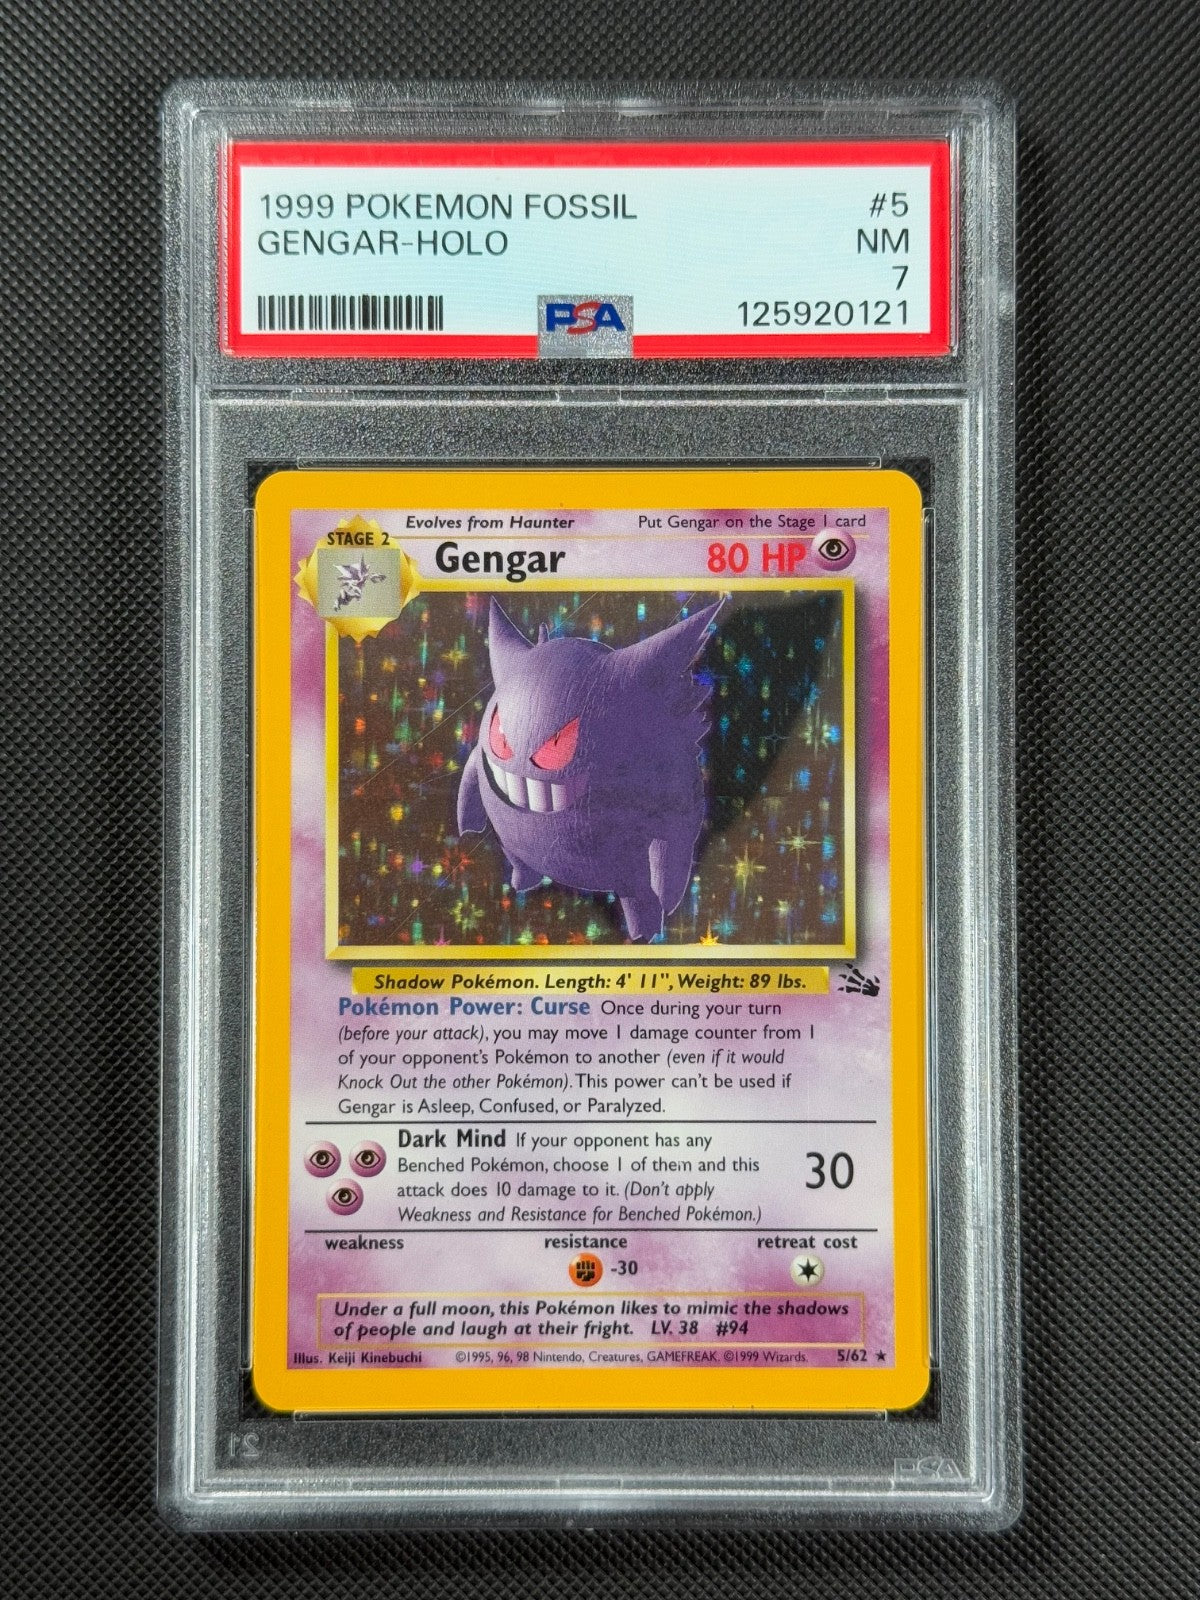 1999 POKEMON FOSSIL #5
GENGAR-HOLO NM
7
PSA 125920121
Evolves from Haunter Put Gengar on the Stage 1 card
STAGE 2
Gengar 80 HP
Shadow Pokémon. Length: 4' 11", Weight: 89 lbs.
Pokémon Power: Curse Once during your turn
(before your attack), you may move 1 damage counter from 1
of your opponent's Pokémon to another (even if it would
Knock Out the other Pokémon). This power can't be used if
Gengar is Asleep, Confused, or Paralyzed.
Dark Mind If your opponent has any
Benched Pokémon, choose 1 of them and this
attack does 10 damage to it. (Don't apply
Weakness and Resistance for Benched Pokémon.)
30
weakness resistance retreat cost
-30
Under a full moon, this Pokémon likes to mimic the shadows
of people and laugh at their fright. LV. 38 #94
Illus. Keiji Kinebuchi ©1995, 96, 98 Nintendo, Creatures, GAMEFREAK. ©1999 Wizards. 5/62 ★
21
PSA